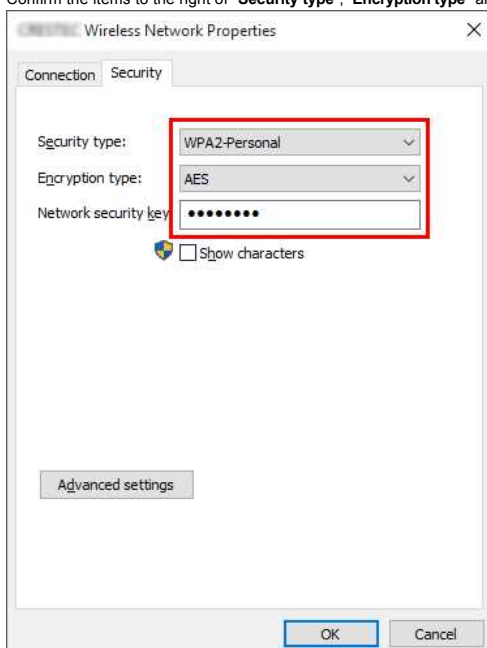 Confirm the items to the right of "Security type", "Encryption type" a
Wireless Network Properties
Connection Security
Security type: WPA2-Personal
Encryption type: AES
Network security key ••••••••
Show characters
Advanced settings
OK Cancel